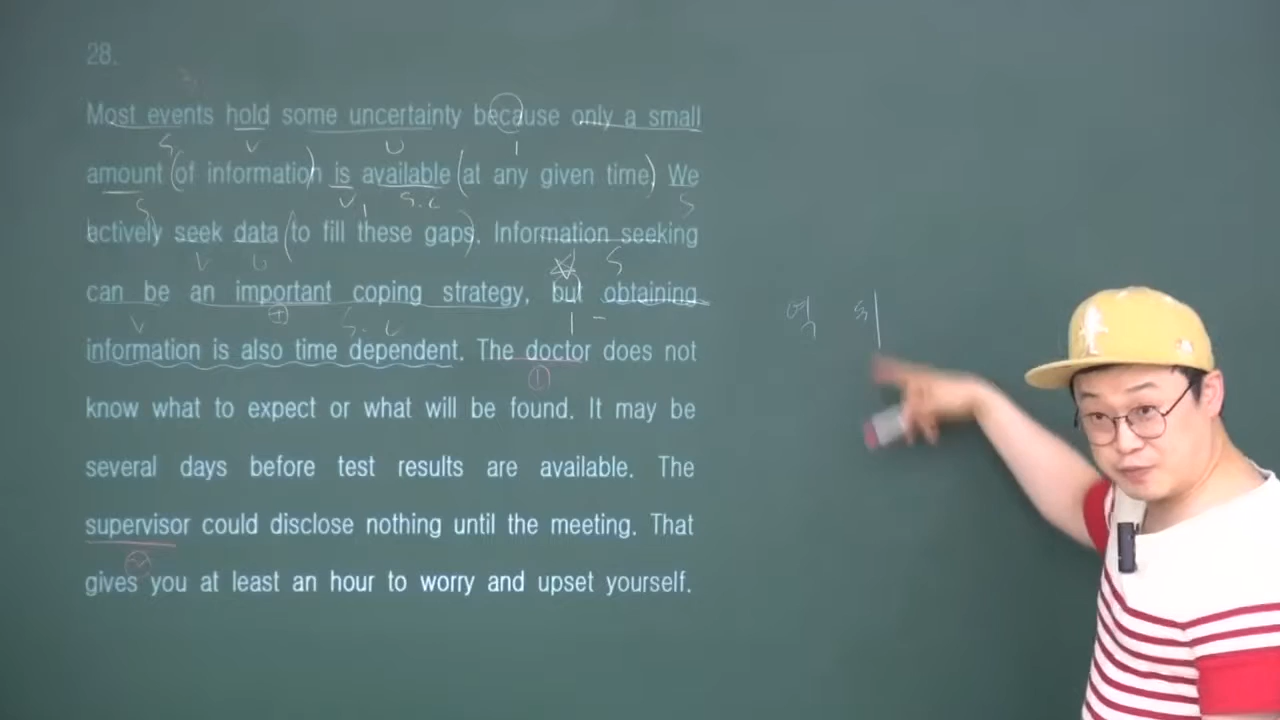 28.
Most events hold some uncertainty because only a small
S V O
amount (of information) is available (at any given time) We
S V S.C S
actively seek data (to fill these gaps). Information seeking
V O S
can be an important coping strategy, but obtaining
V S.C
information is also time dependent. The doctor does not
①
know what to expect or what will be found. It may be
several days before test results are available. The
supervisor could disclose nothing until the meeting. That
②
gives you at least an hour to worry and upset yourself.